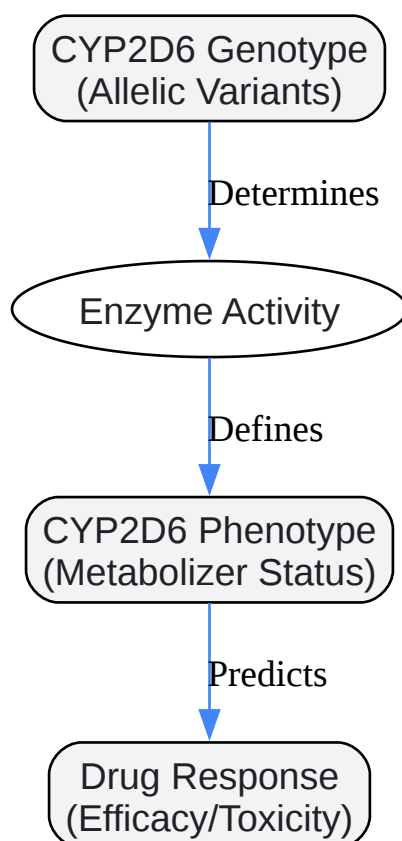 CYP2D6 Genotype
(Allelic Variants)
Determines
Enzyme Activity
Defines
CYP2D6 Phenotype
(Metabolizer Status)
Predicts
Drug Response
(Efficacy/Toxicity)